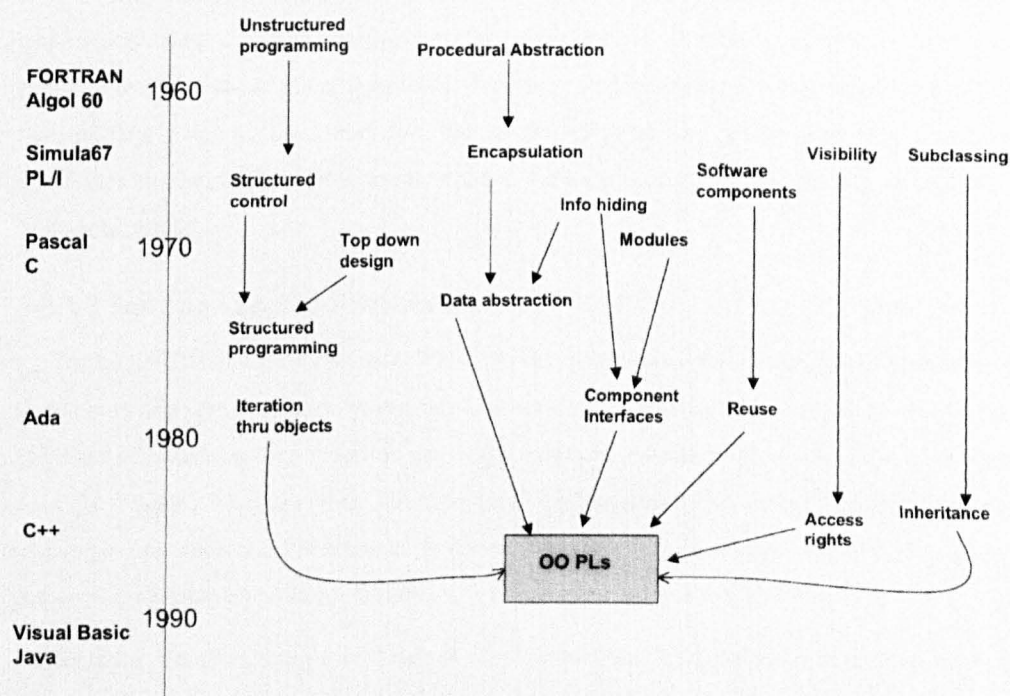 Unstructured
programming
Procedural Abstraction
FORTRAN
Algol 60
1960
Simula67
PL/I
Encapsulation
Visibility
Subclassing
Software
components
Structured
control
Info hiding
Pascal
C
1970
Top down
design
Modules
Data abstraction
Structured
programming
Ada
Iteration
thru objects
1980
Component
Interfaces
Reuse
C++
Access
rights
Inheritance
OO PLs
1990
Visual Basic
Java